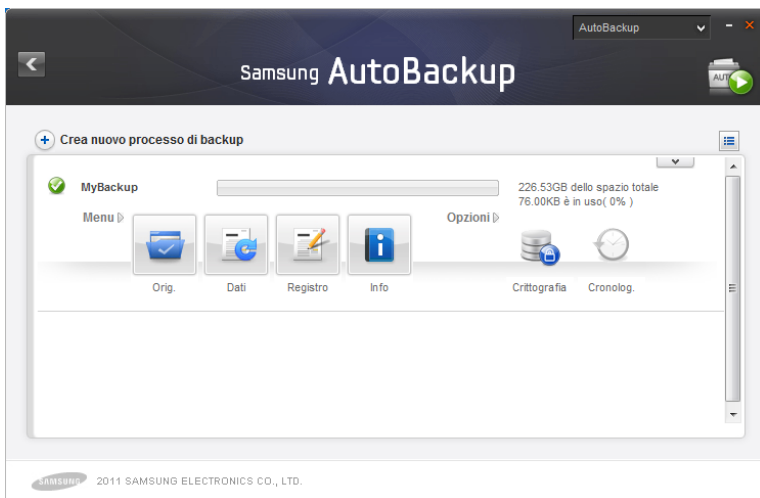 AutoBackup
Samsung AutoBackup
AUTO
Crea nuovo processo di backup
MyBackup
226.53GB dello spazio totale
76.00KB è in uso( 0% )
Menu
Opzioni
Orig.
Dati
Registro
Info
Crittografia
Cronolog.
SAMSUNG 2011 SAMSUNG ELECTRONICS CO., LTD.